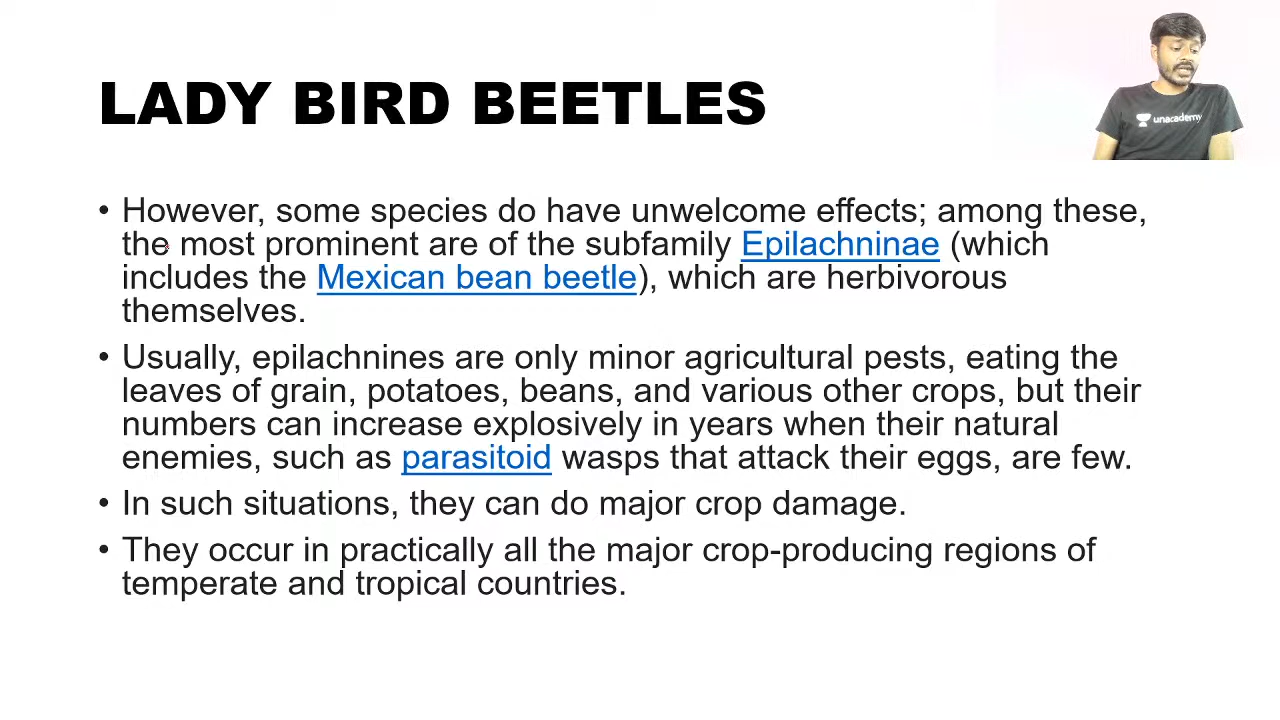 LADY BIRD BEETLES
unacademy
• However, some species do have unwelcome effects; among these,
the most prominent are of the subfamily Epilachninae (which
includes the Mexican bean beetle), which are herbivorous
themselves.
• Usually, epilachnines are only minor agricultural pests, eating the
leaves of grain, potatoes, beans, and various other crops, but their
numbers can increase explosively in years when their natural
enemies, such as parasitoid wasps that attack their eggs, are few.
• In such situations, they can do major crop damage.
• They occur in practically all the major crop-producing regions of
temperate and tropical countries.